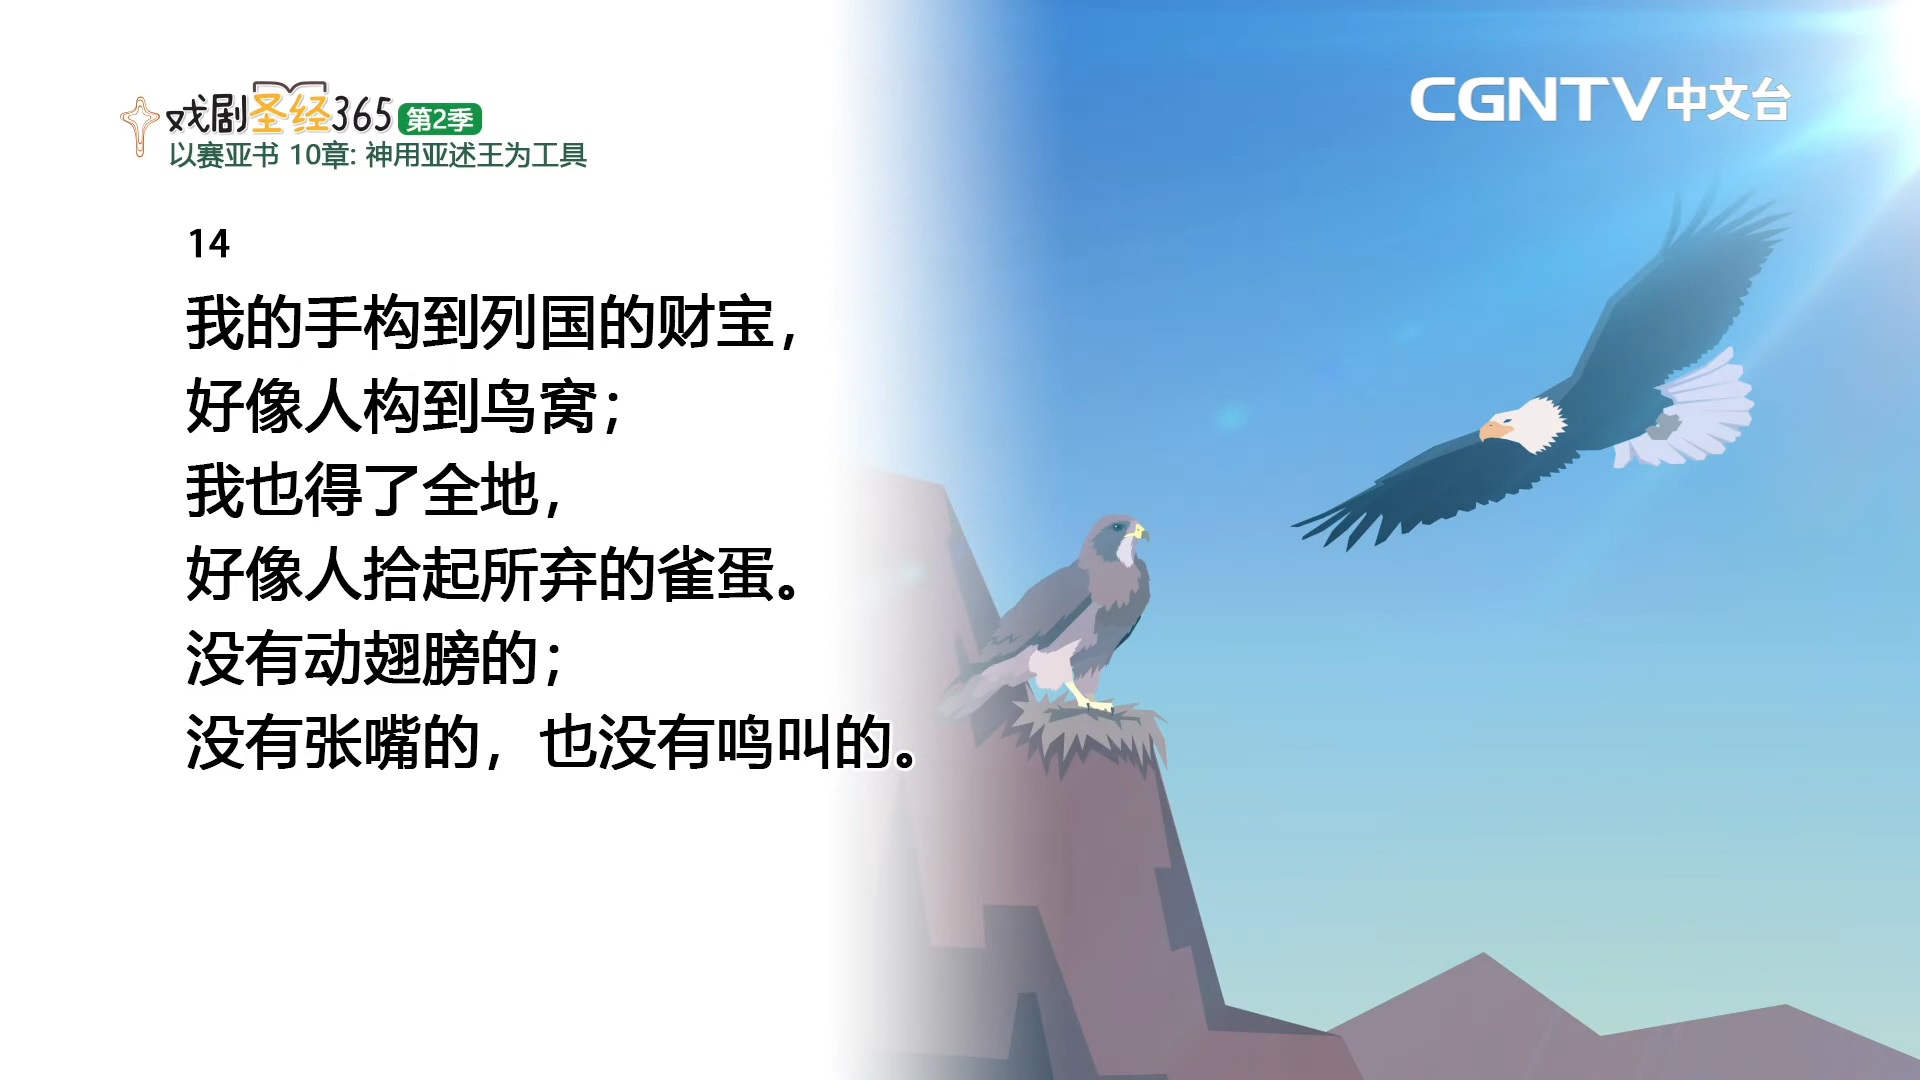 戏剧圣经365 第2季
CGNTV中文台
以赛亚书 10章: 神用亚述王为工具
14
我的手构到列国的财宝，
好像人构到鸟窝；
我也得了全地，
好像人拾起所弃的雀蛋。
没有动翅膀的；
没有张嘴的，也没有鸣叫的。